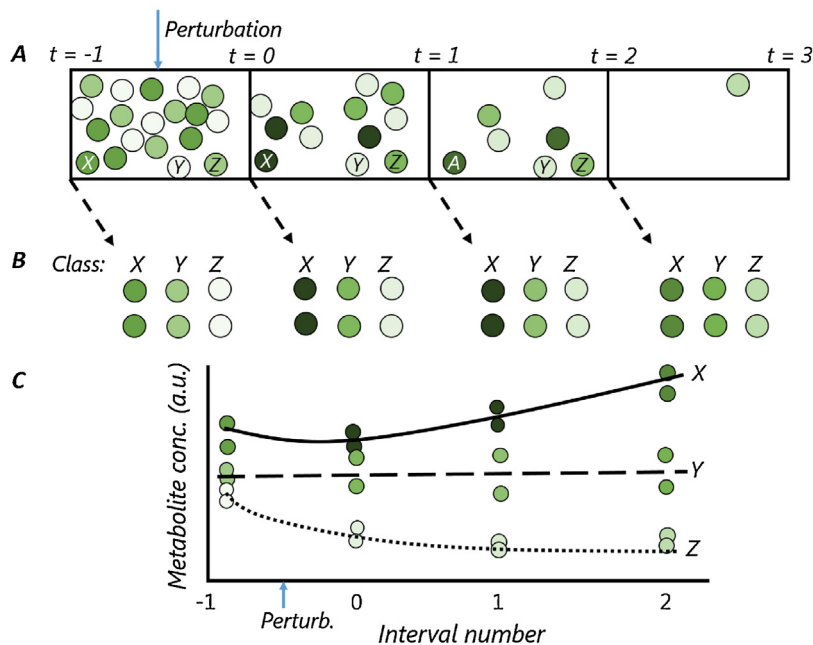 Perturbation
A t = -1 t = 0 t = 1 t = 2 t = 3
X Y Z X Y Z A Y Z
B Class: X Y Z X Y Z X Y Z X Y Z
C
Metabolite conc. (a.u.)
X
Y
Z
-1 0 1 2
Perturb.
Interval number